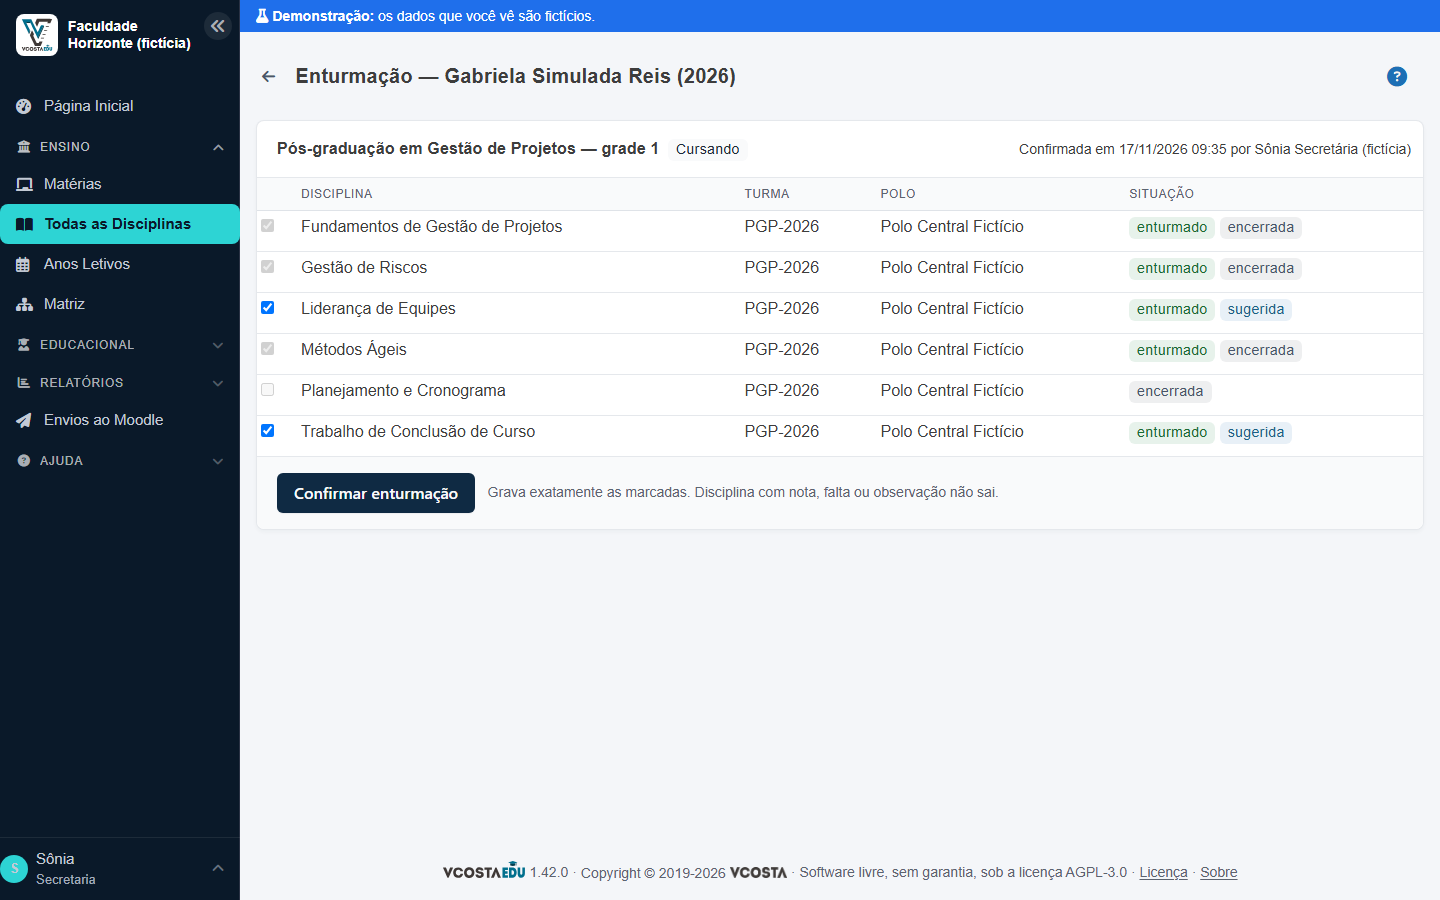 Faculdade
Horizonte (fictícia)
VCOSTAEDU
Página Inicial
ENSINO
Matérias
Todas as Disciplinas
Anos Letivos
Matriz
EDUCACIONAL
RELATÓRIOS
Envios ao Moodle
AJUDA
S
Sônia
Secretaria
Demonstração: os dados que você vê são fictícios.
Enturmação — Gabriela Simulada Reis (2026)
?
Pós-graduação em Gestão de Projetos — grade 1 Cursando Confirmada em 17/11/2026 09:35 por Sônia Secretária (fictícia)
DISCIPLINA TURMA POLO SITUAÇÃO
Fundamentos de Gestão de Projetos PGP-2026 Polo Central Fictício enturmado encerrada
Gestão de Riscos PGP-2026 Polo Central Fictício enturmado encerrada
Liderança de Equipes PGP-2026 Polo Central Fictício enturmado sugerida
Métodos Ágeis PGP-2026 Polo Central Fictício enturmado encerrada
Planejamento e Cronograma PGP-2026 Polo Central Fictício encerrada
Trabalho de Conclusão de Curso PGP-2026 Polo Central Fictício enturmado sugerida
Confirmar enturmação Grava exatamente as marcadas. Disciplina com nota, falta ou observação não sai.
VCOSTAEDU 1.42.0 · Copyright © 2019-2026 VCOSTA · Software livre, sem garantia, sob a licença AGPL-3.0 · Licença · Sobre